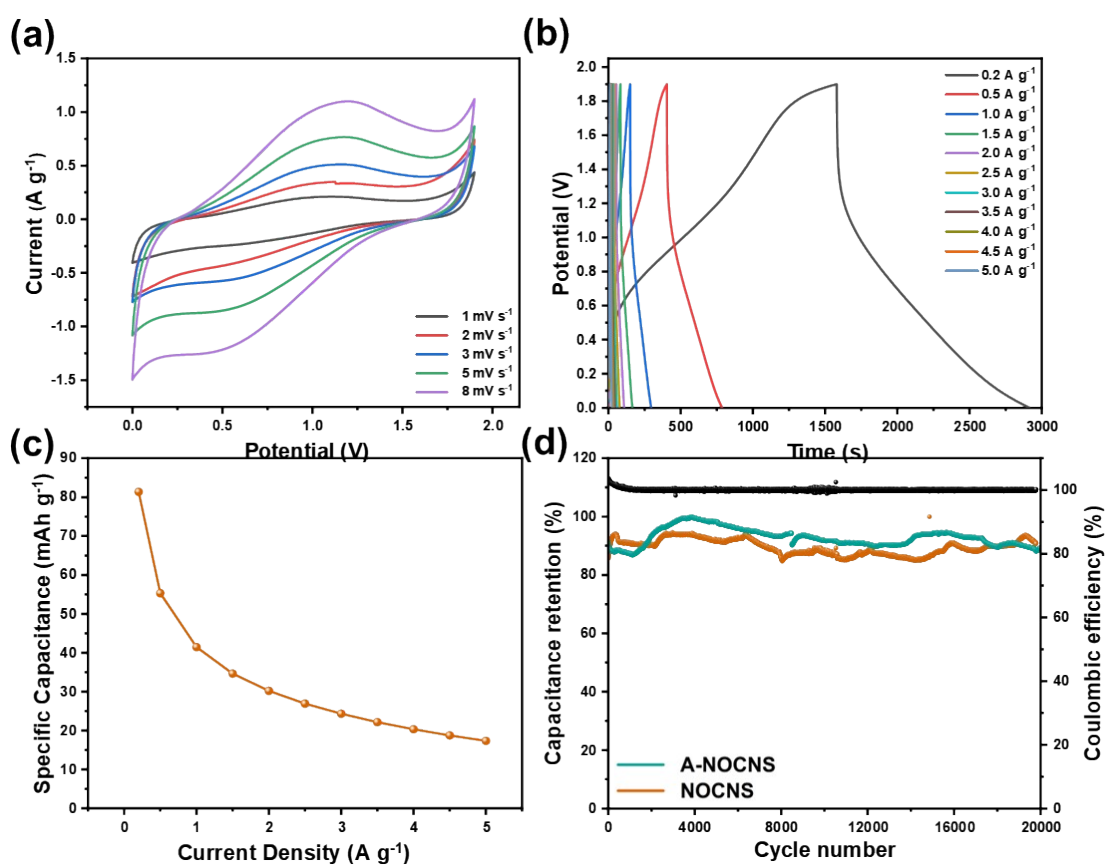 (a)
1.5
1.0
0.5
0.0
-0.5
-1.0
-1.5
Current (A g⁻¹)
0.0
0.5
1.0
1.5
2.0
Potential (V)
1 mV s⁻¹
2 mV s⁻¹
3 mV s⁻¹
5 mV s⁻¹
8 mV s⁻¹
(b)
2.0
1.8
1.6
1.4
1.2
1.0
0.8
0.6
0.4
0.2
0.0
Potential (V)
0
500
1000
1500
2000
2500
3000
Time (s)
0.2 A g⁻¹
0.5 A g⁻¹
1.0 A g⁻¹
1.5 A g⁻¹
2.0 A g⁻¹
2.5 A g⁻¹
3.0 A g⁻¹
3.5 A g⁻¹
4.0 A g⁻¹
4.5 A g⁻¹
5.0 A g⁻¹
(c)
90
80
70
60
50
40
30
20
10
0
Specific Capacitance (mAh g⁻¹)
0
1
2
3
4
5
Current Density (A g⁻¹)
(d)
120
100
80
60
40
20
0
Capacitance retention (%)
0
4000
8000
12000
16000
20000
Cycle number
100
80
60
40
20
0
Coulombic efficiency (%)
A-NOCNS
NOCNS